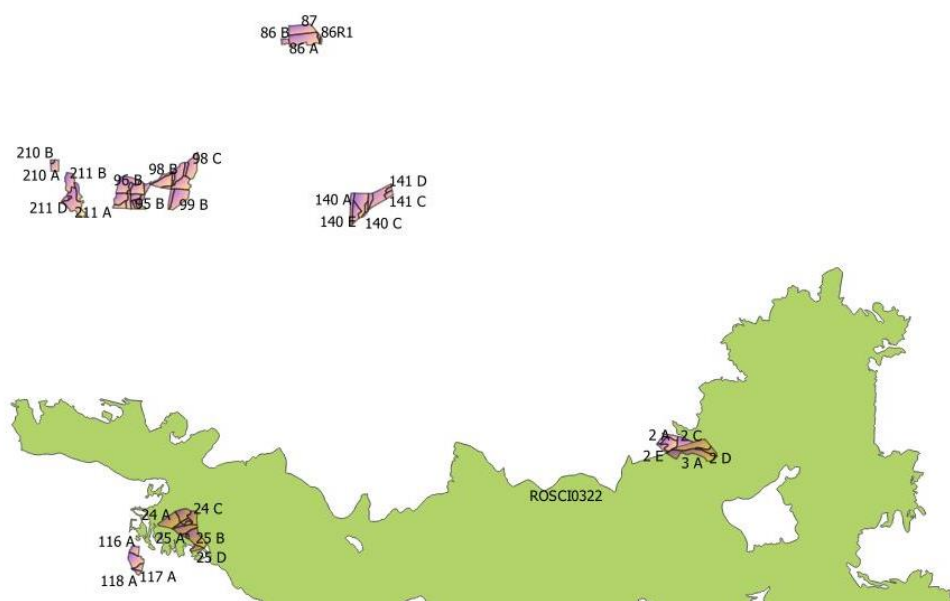 87
86 B
86R1
86 A
210 B
210 A
211 B
211 D
211 A
96 B
98 B
98 C
95 B
99 B
140 A
141 D
141 C
140 E
140 C
2 A
2 C
2 E
3 A
2 D
ROSCI0322
24 A
24 C
25 A
25 B
25 D
116 A
118 A
117 A